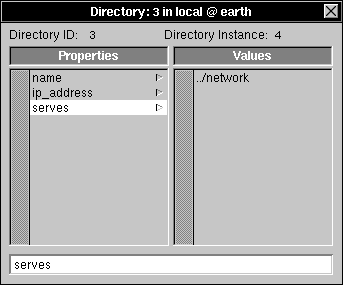 Directory: 3 in local @ earth
Directory ID: 3 Directory Instance: 4
Properties Values
name ../network
ip_address
serves
serves